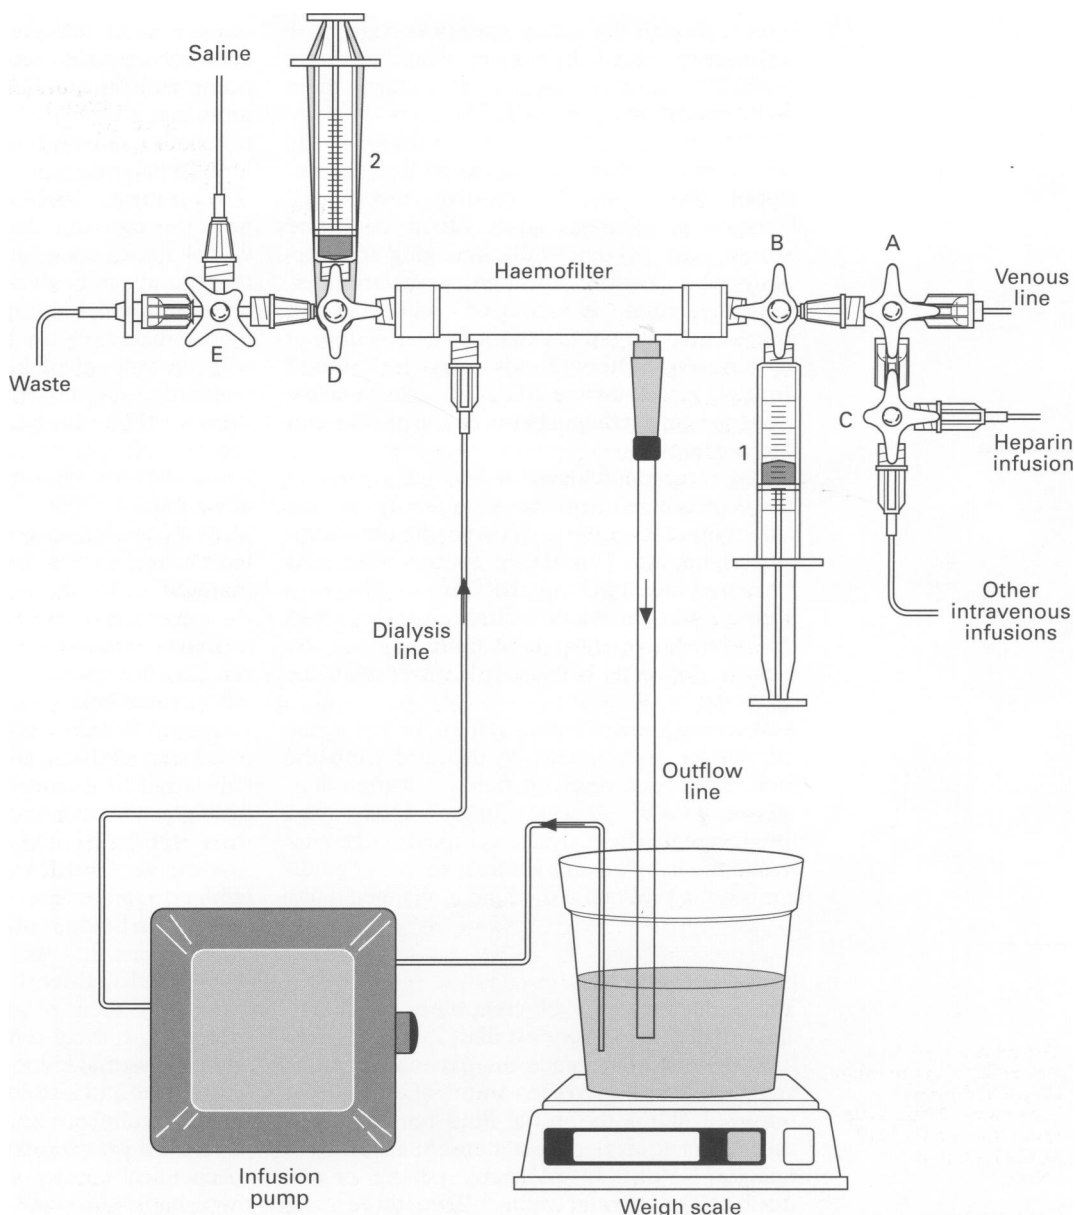 Saline
2
B
A
Haemofilter
Venous
line
E
D
Waste
C
1
Heparin
infusion
Other
intravenous
infusions
Dialysis
line
Outflow
line
Infusion
pump
Weigh scale